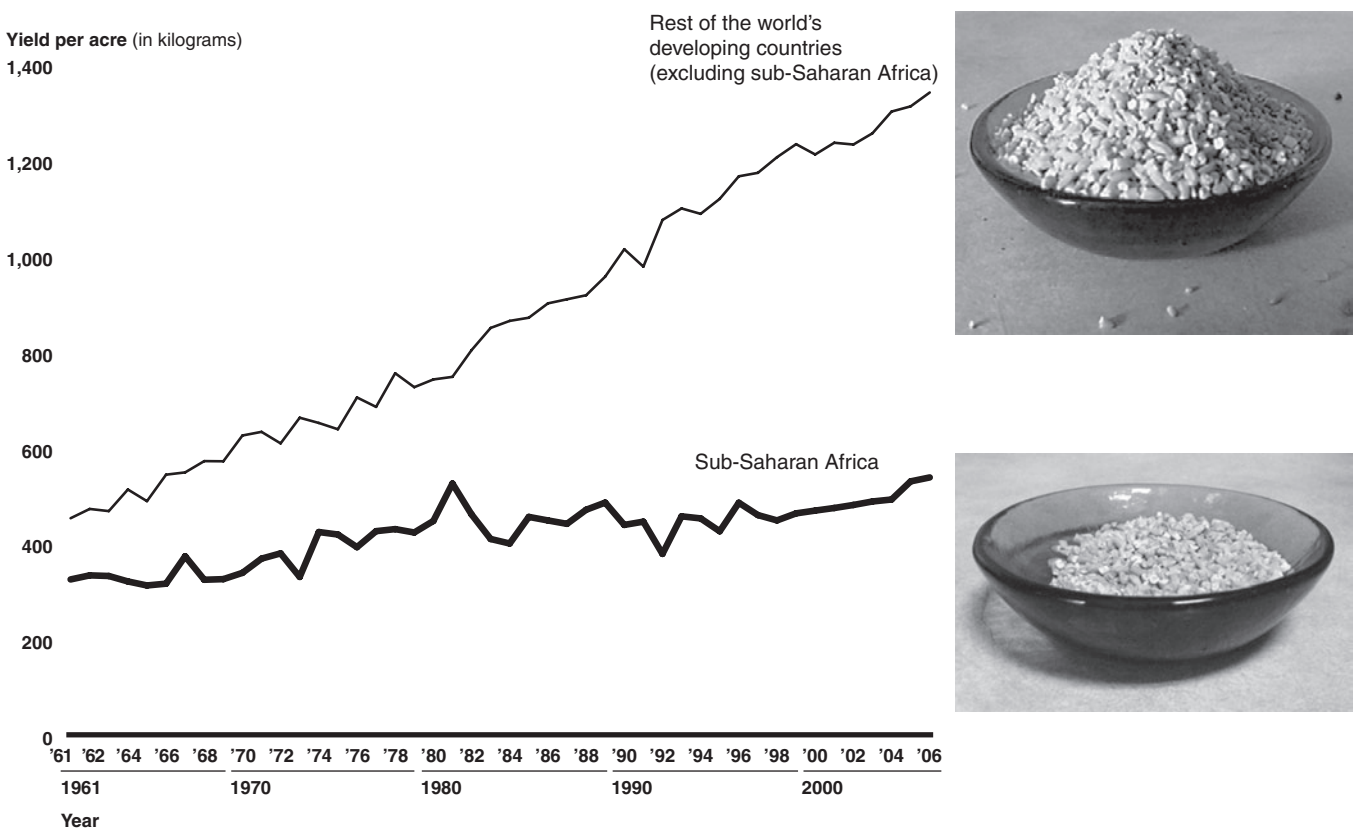 Yield per acre (in kilograms)
Rest of the world's
developing countries
(excluding sub-Saharan Africa)
1,400
1,200
1,000
800
600
Sub-Saharan Africa
400
200
0
'61 '62 '64 '66 '68 '70 '72 '74 '76 '78 '80 '82 '84 '86 '88 '90 '92 '94 '96 '98 '00 '02 '04 '06
1961 1970 1980 1990 2000
Year